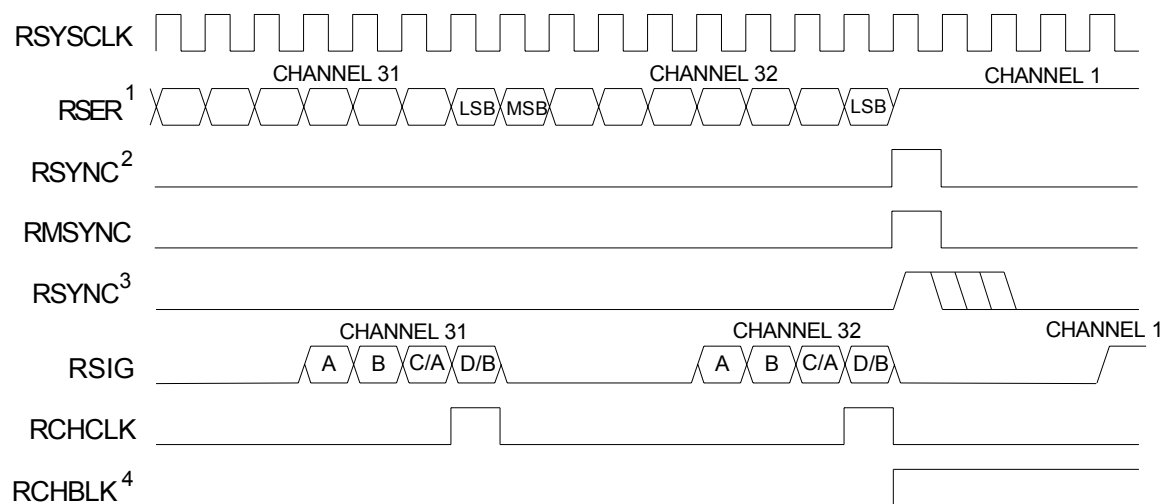 RSYSCLK
CHANNEL 31 CHANNEL 32 CHANNEL 1
RSER1 LSB MSB LSB
RSYNC2
RMSYNC
RSYNC3
CHANNEL 31 CHANNEL 32 CHANNEL 1
RSIG A B C/A D/B A B C/A D/B
RCHCLK
RCHBLK4